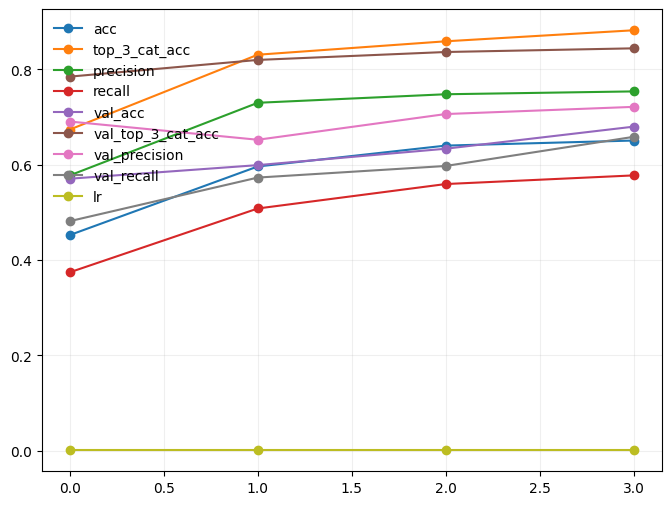 acc
top_3_cat_acc
precision
recall
val_acc
val_top_3_cat_acc
val_precision
val_recall
lr
0.8
0.6
0.4
0.2
0.0
0.0 0.5 1.0 1.5 2.0 2.5 3.0